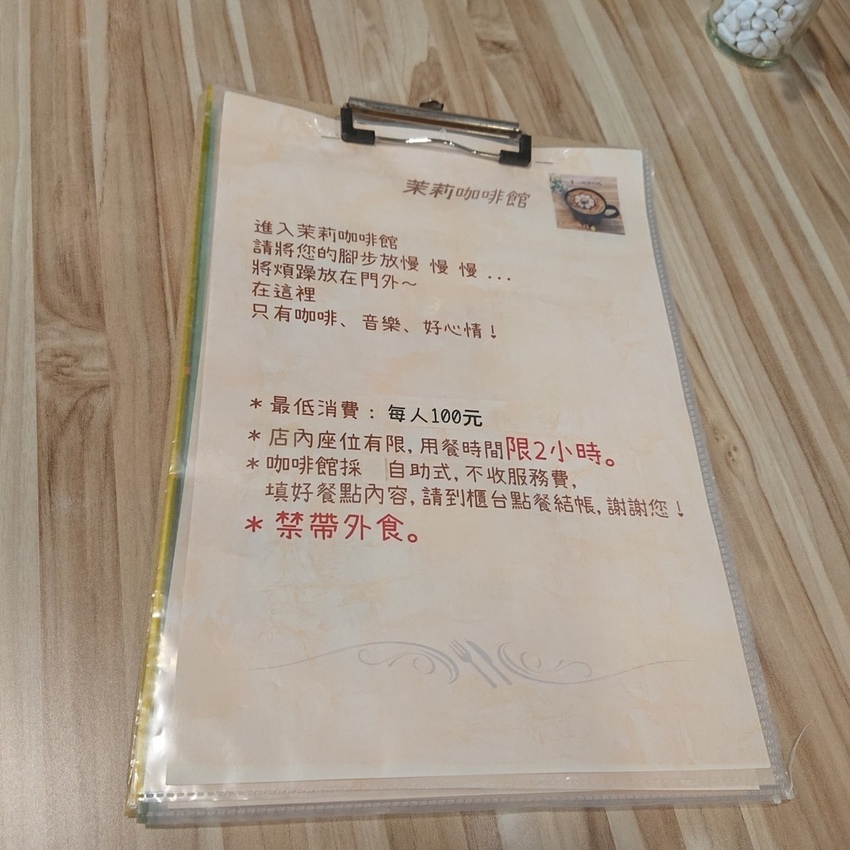 茉莉咖啡館
進入茉莉咖啡館
請將您的腳步放慢 慢 慢 ...
將煩躁放在門外～
在這裡
只有咖啡、音樂、好心情！
＊最低消費：每人100元
＊店內座位有限，用餐時間限2小時。
＊咖啡館採 自助式，不收服務費，
填好餐點內容，請到櫃台點餐結帳，謝謝您！
＊禁帶外食。